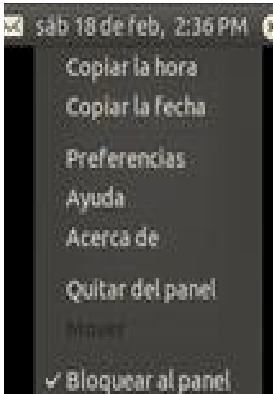 sáb 18 de feb, 2:36 PM
Copiar la hora
Copiar la fecha
Preferencias
Ayuda
Acerca de
Quitar del panel
Mover
Bloquear al panel